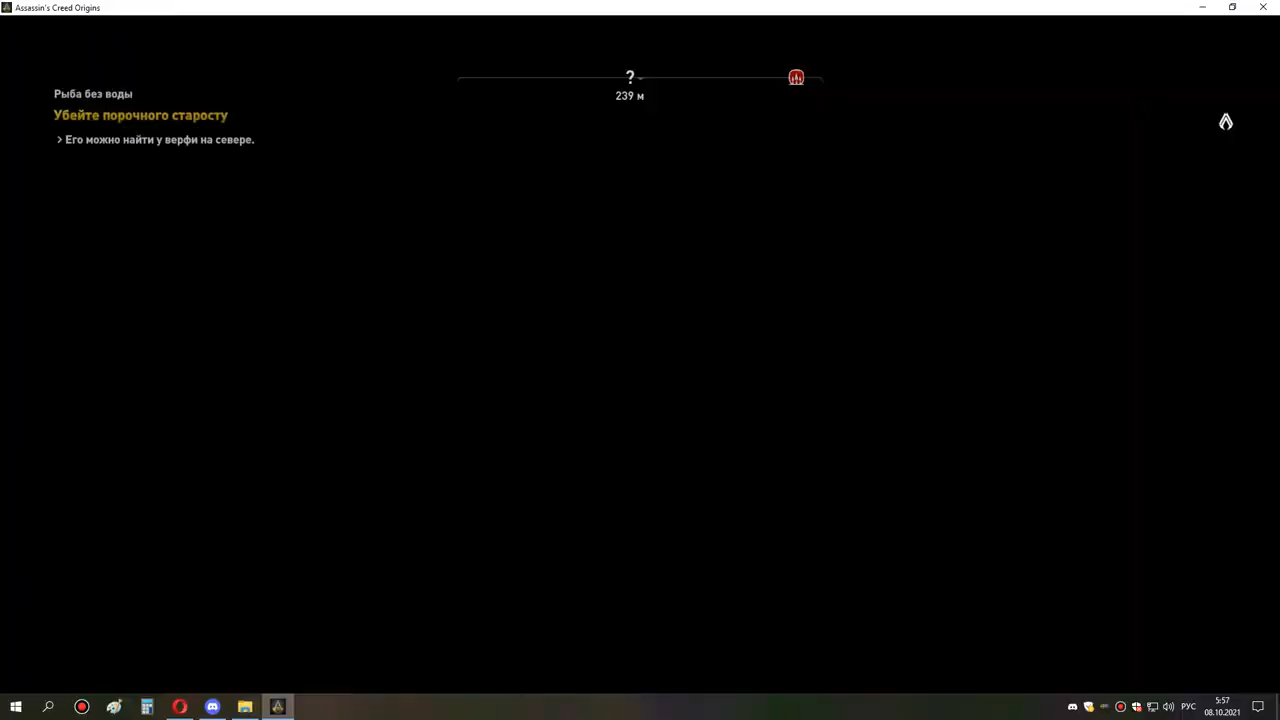 Assassin's Creed Origins
?
239 м
Рыба без воды
Убейте порочного старосту
> Его можно найти у верфи на севере.
РУС
5:57
08.10.2021